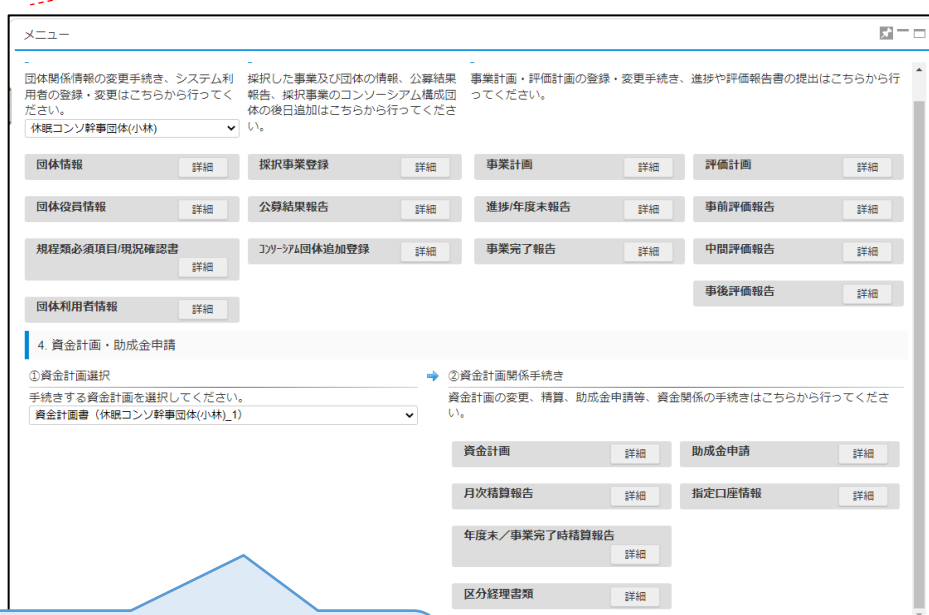 メニュー
団体関係情報の変更手続き、システム利
用者の登録・変更はこちらから行ってく
ださい。
休眠コンソ幹事団体(小林)
採択した事業及び団体の情報、公募結果
報告、採択事業のコンソーシアム構成団
体の後日追加はこちらから行ってくださ
い。
事業計画・評価計画の登録・変更手続き、進捗や評価報告書の提出はこちらから行
ってください。
団体情報 詳細
団体役員情報 詳細
規程類必須項目/現況確認書
詳細
団体利用者情報 詳細
採択事業登録 詳細
公募結果報告 詳細
ｺﾝｿｰｼｱﾑ団体追加登録 詳細
事業計画 詳細
進捗/年度末報告 詳細
事業完了報告 詳細
評価計画 詳細
事前評価報告 詳細
中間評価報告 詳細
事後評価報告 詳細
4. 資金計画・助成金申請
①資金計画選択
手続きする資金計画を選択してください。
資金計画書（休眠コンソ幹事団体(小林)_1）
②資金計画関係手続き
資金計画の変更、精算、助成金申請等、資金関係の手続きはこちらから行ってくださ
い。
資金計画 詳細
月次精算報告 詳細
年度末／事業完了時精算報告
詳細
区分経理書類 詳細
助成金申請 詳細
指定口座情報 詳細